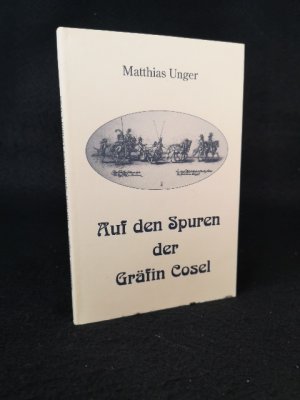 Matthias Unger
Auf den Spuren
der
Gräfin Cosel